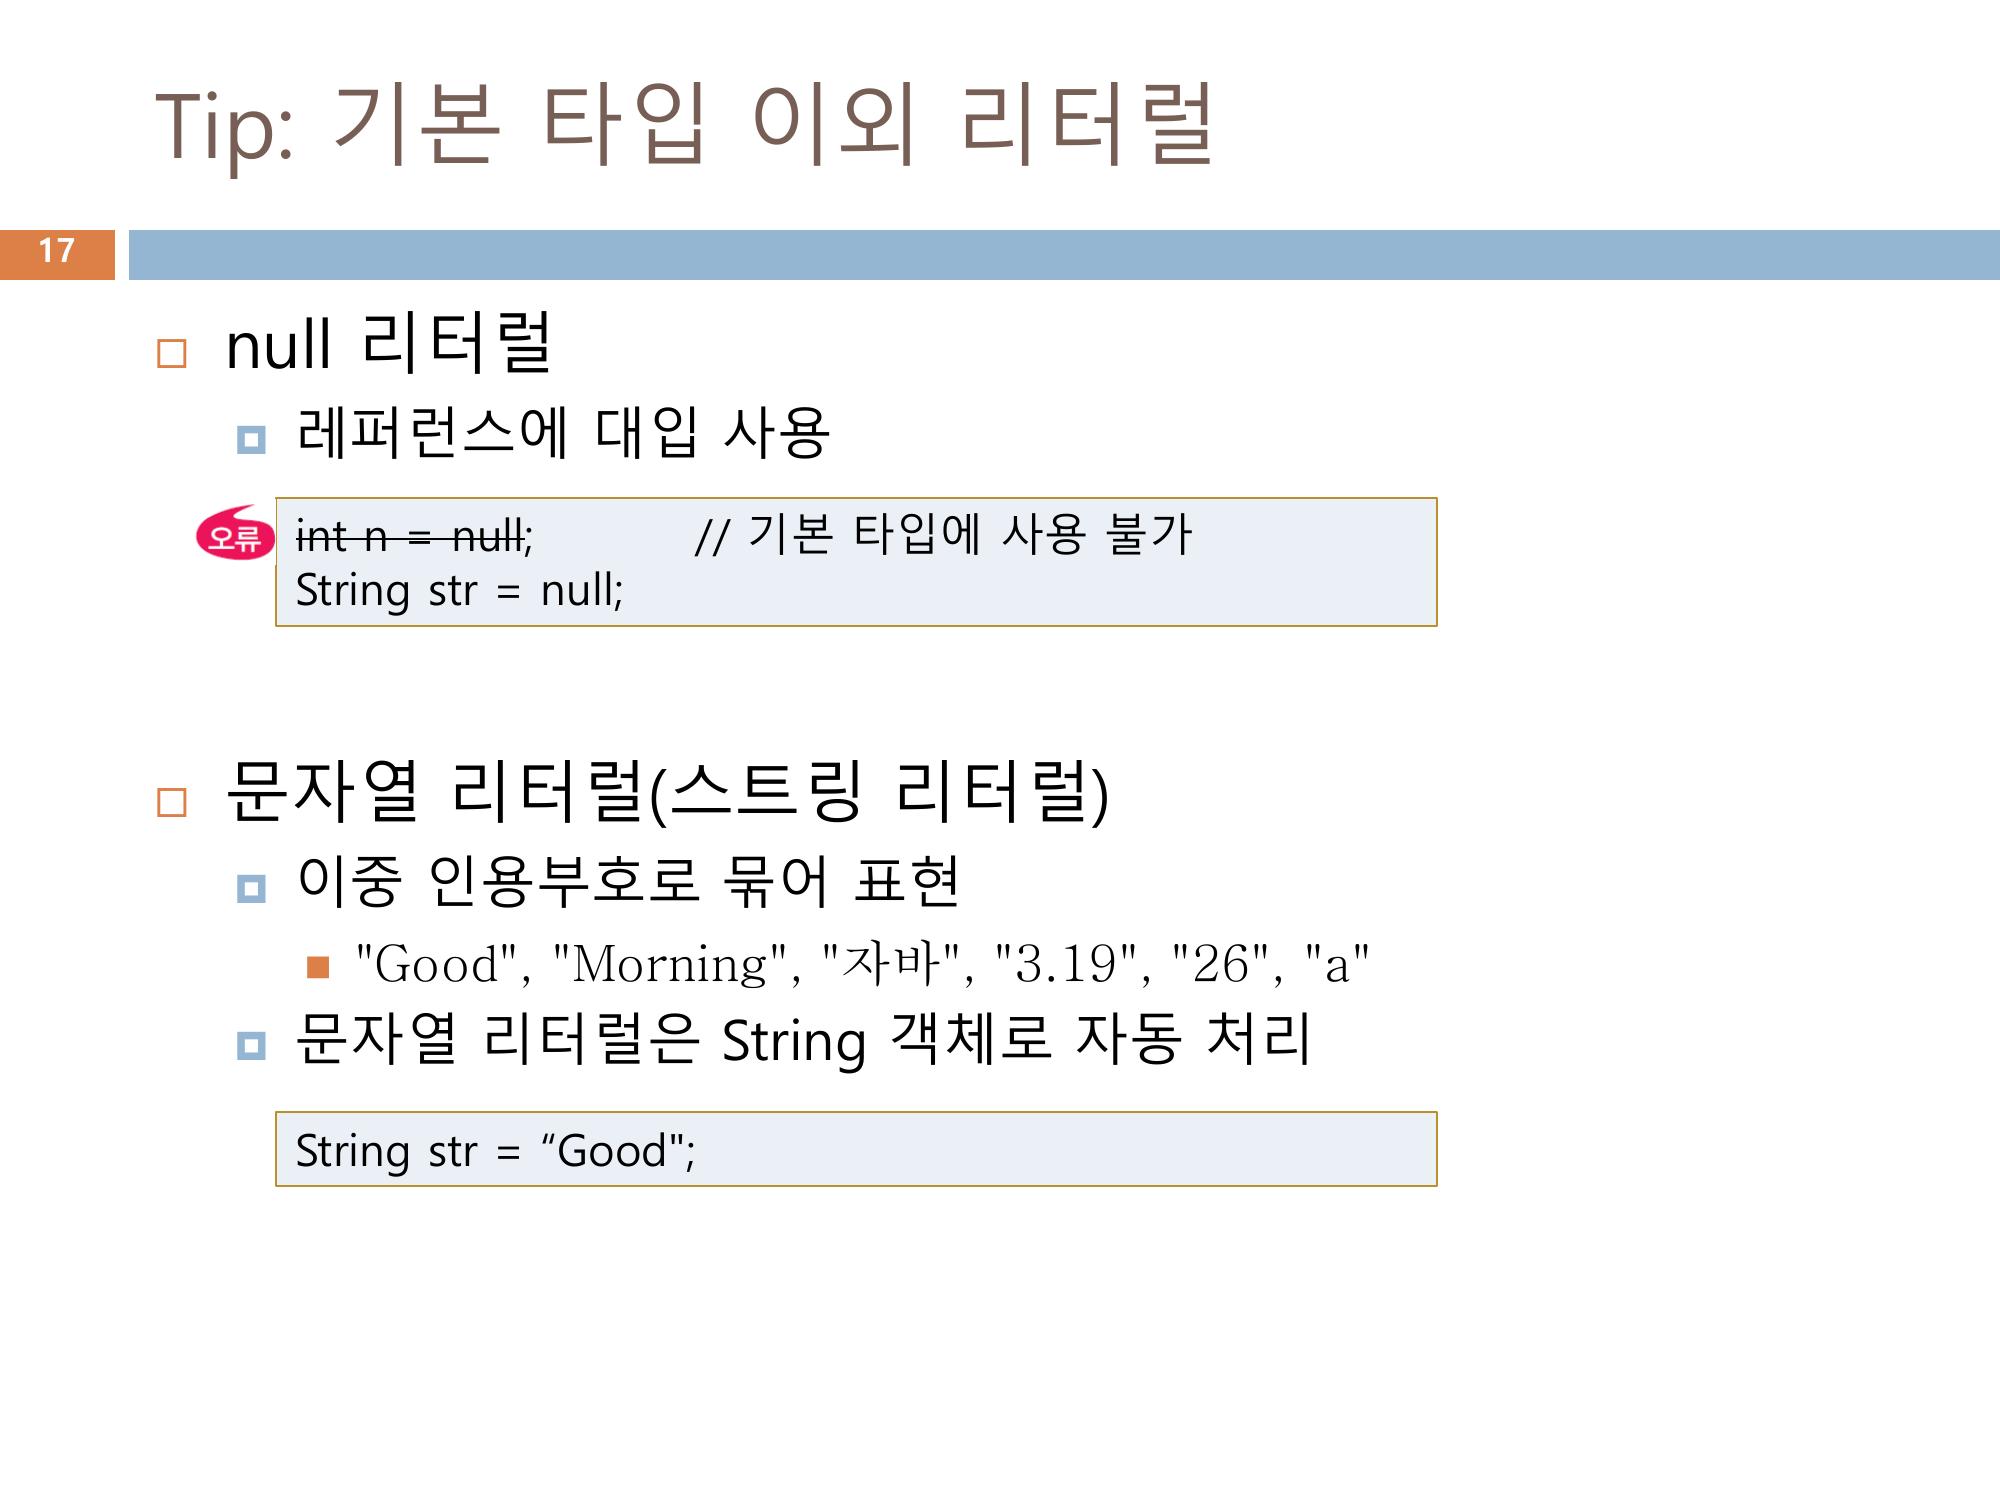 Tip: 기본 타입 이외 리터럴
17
null 리터럴
레퍼런스에 대입 사용
오류
int n = null; // 기본 타입에 사용 불가
String str = null;
문자열 리터럴(스트링 리터럴)
이중 인용부호로 묶어 표현
"Good", "Morning", "자바", "3.19", "26", "a"
문자열 리터럴은 String 객체로 자동 처리
String str = “Good";